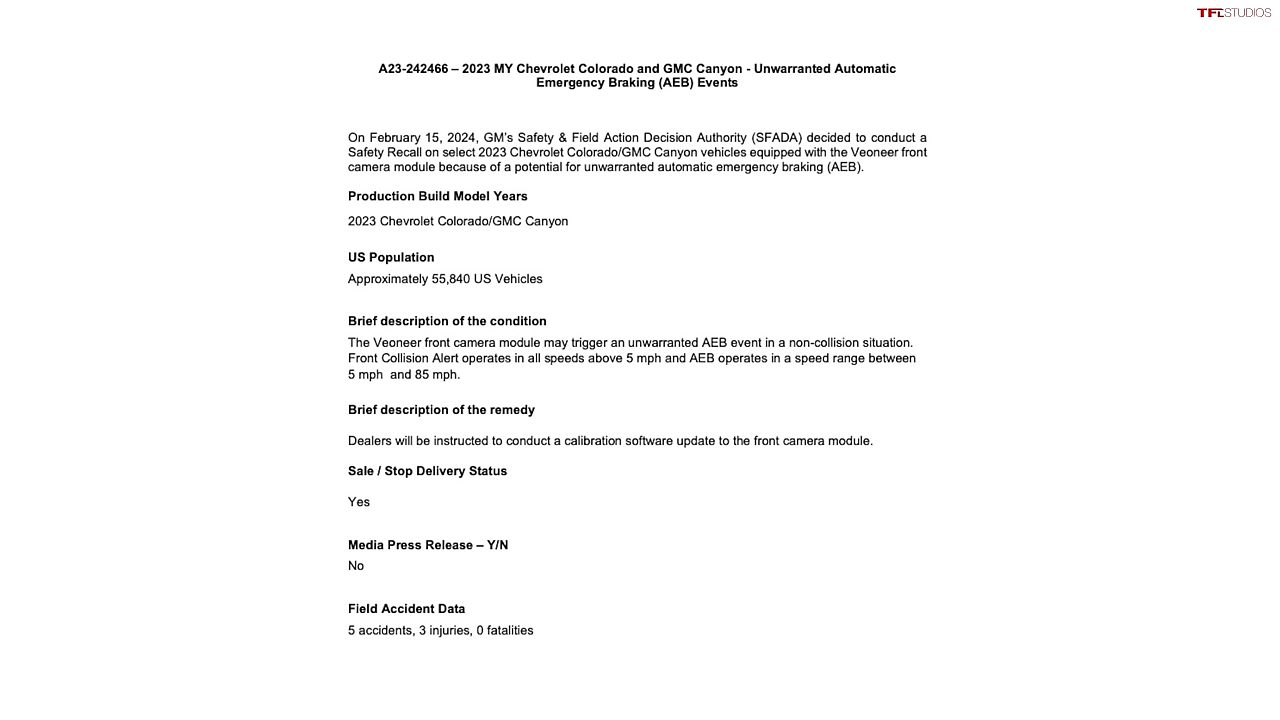 TFLSTUDIOS
A23-242466 – 2023 MY Chevrolet Colorado and GMC Canyon - Unwarranted Automatic
Emergency Braking (AEB) Events
On February 15, 2024, GM's Safety & Field Action Decision Authority (SFADA) decided to conduct a
Safety Recall on select 2023 Chevrolet Colorado/GMC Canyon vehicles equipped with the Veoneer front
camera module because of a potential for unwarranted automatic emergency braking (AEB).
Production Build Model Years
2023 Chevrolet Colorado/GMC Canyon
US Population
Approximately 55,840 US Vehicles
Brief description of the condition
The Veoneer front camera module may trigger an unwarranted AEB event in a non-collision situation.
Front Collision Alert operates in all speeds above 5 mph and AEB operates in a speed range between
5 mph and 85 mph.
Brief description of the remedy
Dealers will be instructed to conduct a calibration software update to the front camera module.
Sale / Stop Delivery Status
Yes
Media Press Release – Y/N
No
Field Accident Data
5 accidents, 3 injuries, 0 fatalities